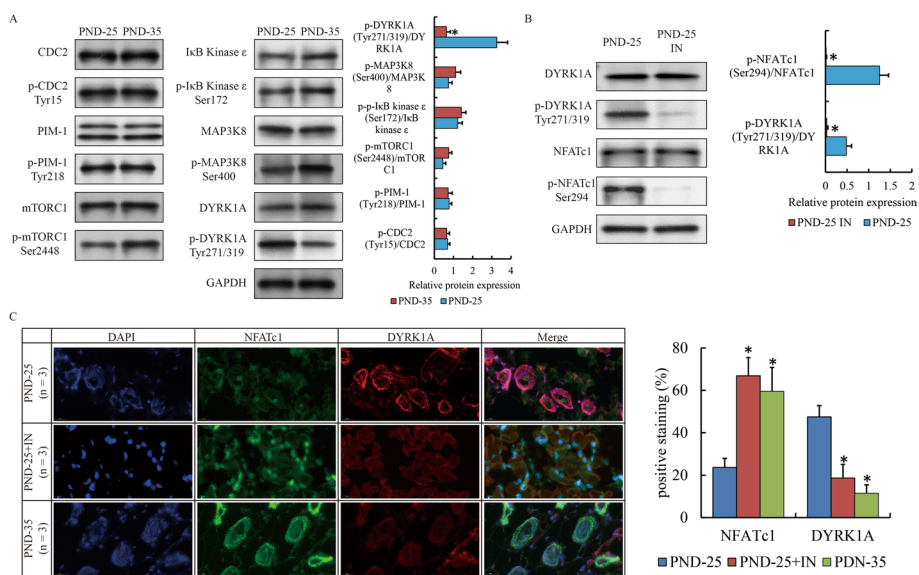 A
PND-25 PND-35
CDC2
p-CDC2
Tyr15
PIM-1
p-PIM-1
Tyr218
mTORC1
p-mTORC1
Ser2448
PND-25 PND-35
IκB Kinase ε
p-IκB Kinase ε
Ser172
MAP3K8
p-MAP3K8
Ser400
DYRK1A
p-DYRK1A
Tyr271/319
GAPDH
p-DYRK1A
(Tyr271/319)/DY
RK1A
*
p-MAP3K8
(Ser400)/MAP3K
8
p-p-IκB kinase ε
(Ser172)/IκB
kinase ε
p-mTORC1
(Ser2448)/mTOR
C1
p-PIM-1
(Tyr218)/PIM-1
p-CDC2
(Tyr15)/CDC2
0 1 2 3 4
Relative protein expression
PND-35 PND-25
B
PND-25 PND-25
IN
DYRK1A
p-DYRK1A
Tyr271/319
NFATc1
p-NFATc1
Ser294
GAPDH
p-NFATc1
(Ser294)/NFATc1
*
p-DYRK1A
(Tyr271/319)/DY
RK1A
*
0 0.5 1 1.5 2
Relative protein expression
PND-25 IN PND-25
C
DAPI NFATc1 DYRK1A Merge
PND-25
(n = 3)
PND-25+IN
(n = 3)
PND-35
(n = 3)
positive staining (%)
80
60
40
20
0
* *
* *
NFATc1 DYRK1A
PND-25 PND-25+IN PDN-35